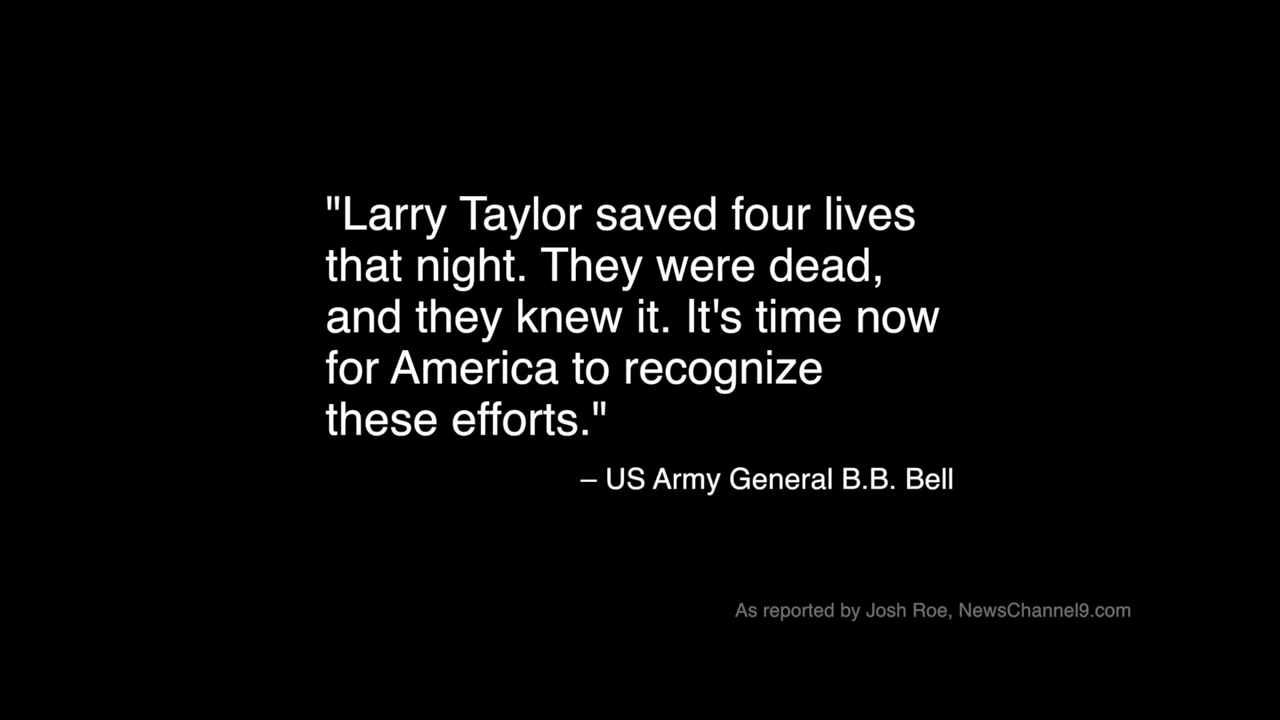 "Larry Taylor saved four lives
that night. They were dead,
and they knew it. It's time now
for America to recognize
these efforts."
– US Army General B.B. Bell
As reported by Josh Roe, NewsChannel9.com